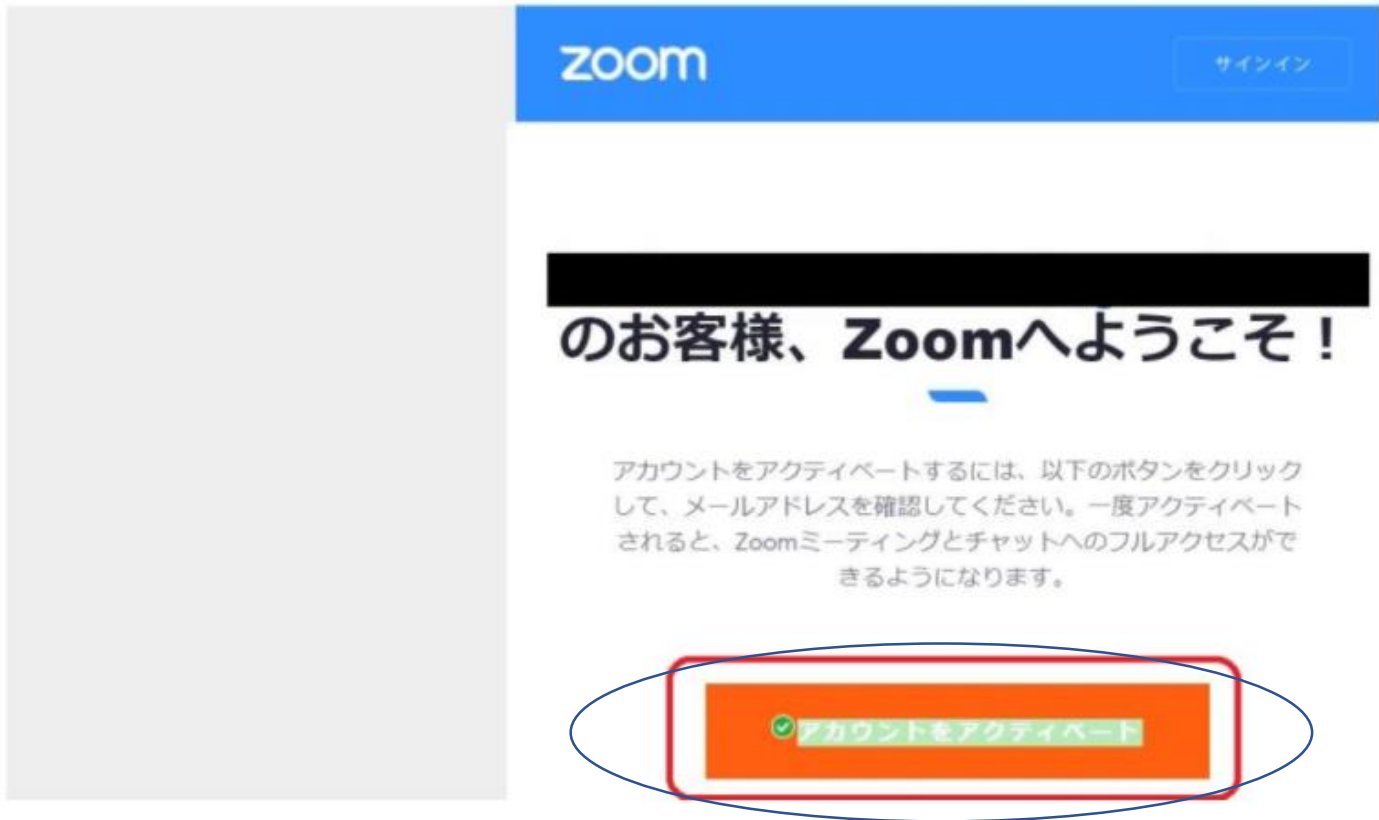 zoom
サインイン
のお客様、Zoomへようこそ！
アカウントをアクティベートするには、以下のボタンをクリック
して、メールアドレスを確認してください。一度アクティベート
されると、Zoomミーティングとチャットへのフルアクセスがで
きるようになります。
アカウントをアクティベート